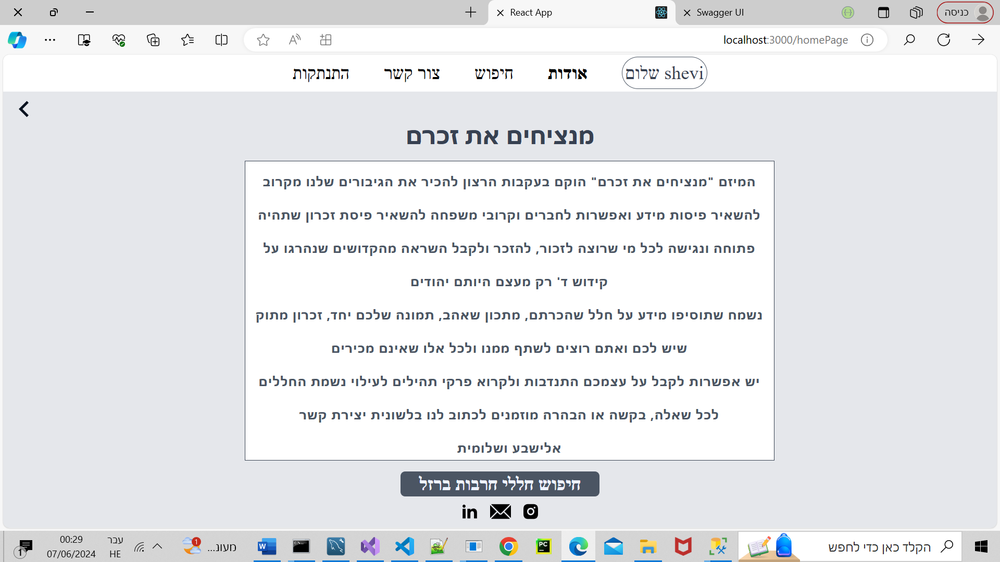 React App
Swagger UI
כניסה
localhost:3000/homePage
shevi שלום
אודות
חיפוש
צור קשר
התנתקות
מנציחים את זכרם
המיזם "מנציחים את זכרם" הוקם בעקבות הרצון להכיר את הגיבורים שלנו מקרוב
להשאיר פיסות מידע ואפשרות לחברים וקרובי משפחה להשאיר פיסת זכרון שתהיה
פתוחה ונגישה לכל מי שרוצה לזכור, להזכר ולקבל השראה מהקדושים שנהרגו על
קידוש ד' רק מעצם היותם יהודים
נשמח שתוסיפו מידע על חלל שהכרתם, מתכון שאהב, תמונה שלכם יחד, זכרון מתוק
שיש לכם ואתם רוצים לשתף ממנו ולכל אלו שאינם מכירים
יש אפשרות לקבל על עצמכם התנדבות ולקרוא פרקי תהילים לעילוי נשמת החללים
לכל שאלה, בקשה או הבהרה מוזמנים לכתוב לנו בלשונית יצירת קשר
אלישבע ושלומית
חיפוש חללי חרבות ברזל
in
הקלד כאן כדי לחפש
PC
W
מעונ...
1
עבר
HE
00:29
07/06/2024
1